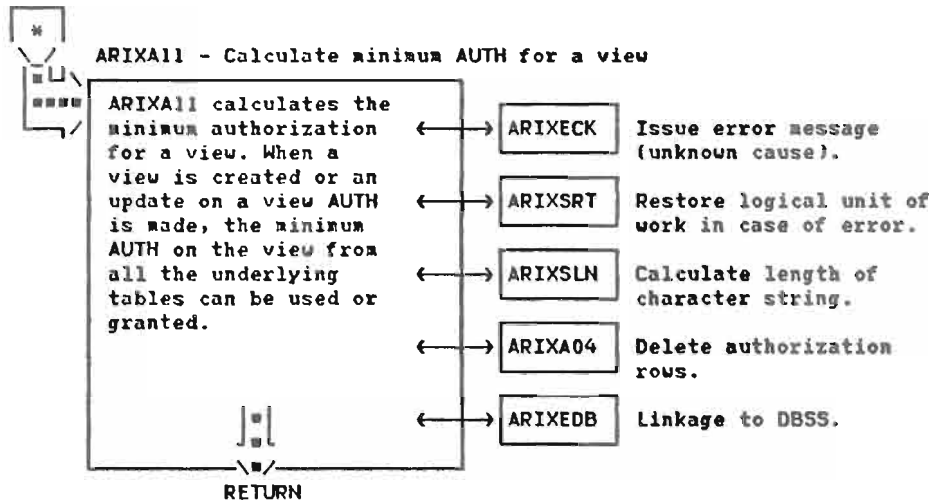 *
ARIXA11 - Calculate minimum AUTH for a view
ARIXA11 calculates the
minimum authorization
for a view. When a
view is created or an
update on a view AUTH
is made, the minimum
AUTH on the view from
all the underlying
tables can be used or
granted.
ARIXECK Issue error message
(unknown cause).
ARIXSRT Restore logical unit of
work in case of error.
ARIXSLN Calculate length of
character string.
ARIXA04 Delete authorization
rows.
ARIXEDB Linkage to DBSS.
RETURN